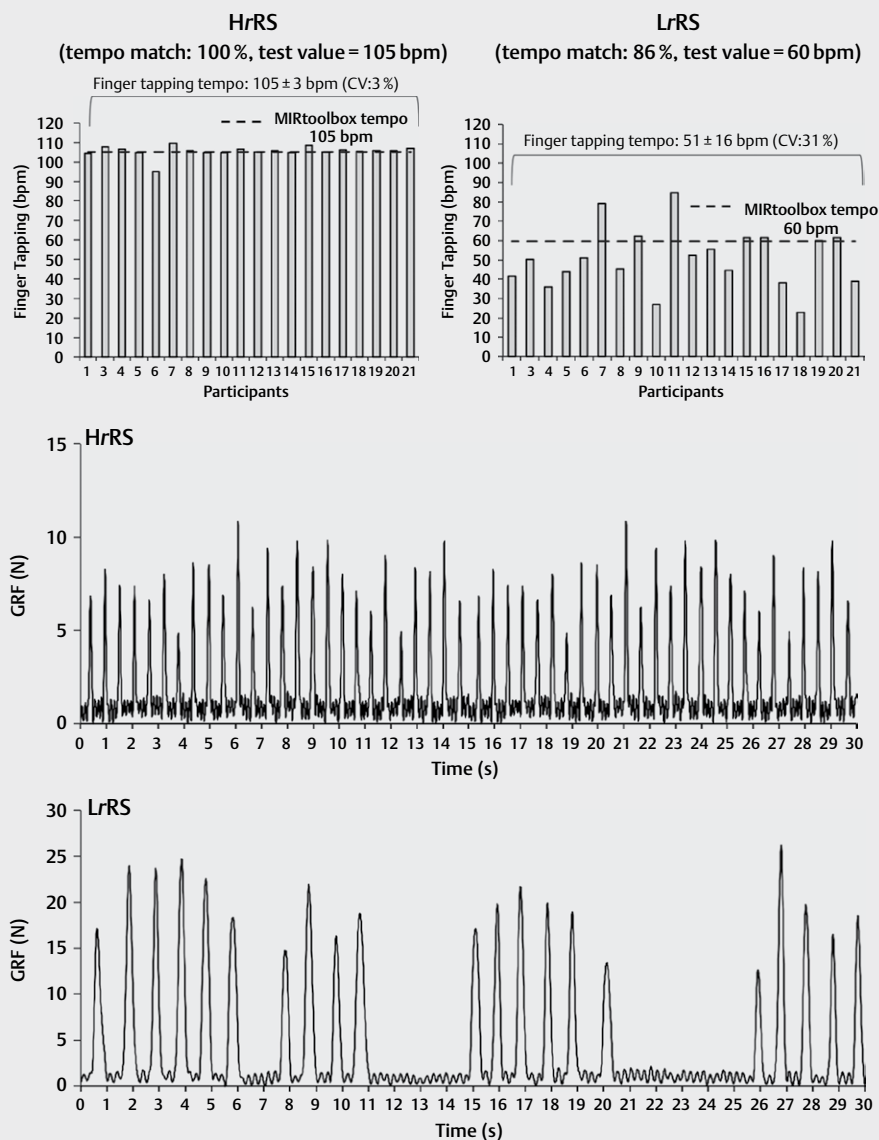 HrRS
(tempo match: 100 %, test value = 105 bpm)
Finger tapping tempo: 105 ± 3 bpm (CV:3 %)
MIRtoolbox tempo
105 bpm
Finger Tapping (bpm)
120
110
100
90
80
70
60
50
40
30
20
10
0
1 3 4 5 6 7 8 9 10 11 12 13 14 15 16 17 18 19 20 21
Participants
LrRS
(tempo match: 86 %, test value = 60 bpm)
Finger tapping tempo: 51 ± 16 bpm (CV:31 %)
MIRtoolbox tempo
60 bpm
Finger Tapping (bpm)
120
110
100
90
80
70
60
50
40
30
20
10
0
1 3 4 5 6 7 8 9 10 11 12 13 14 15 16 17 18 19 20 21
Participants
HrRS
GRF (N)
15
10
5
0
0 1 2 3 4 5 6 7 8 9 10 11 12 13 14 15 16 17 18 19 20 21 22 23 24 25 26 27 28 29 30
Time (s)
LrRS
GRF (N)
30
25
20
15
10
5
0
0 1 2 3 4 5 6 7 8 9 10 11 12 13 14 15 16 17 18 19 20 21 22 23 24 25 26 27 28 29 30
Time (s)